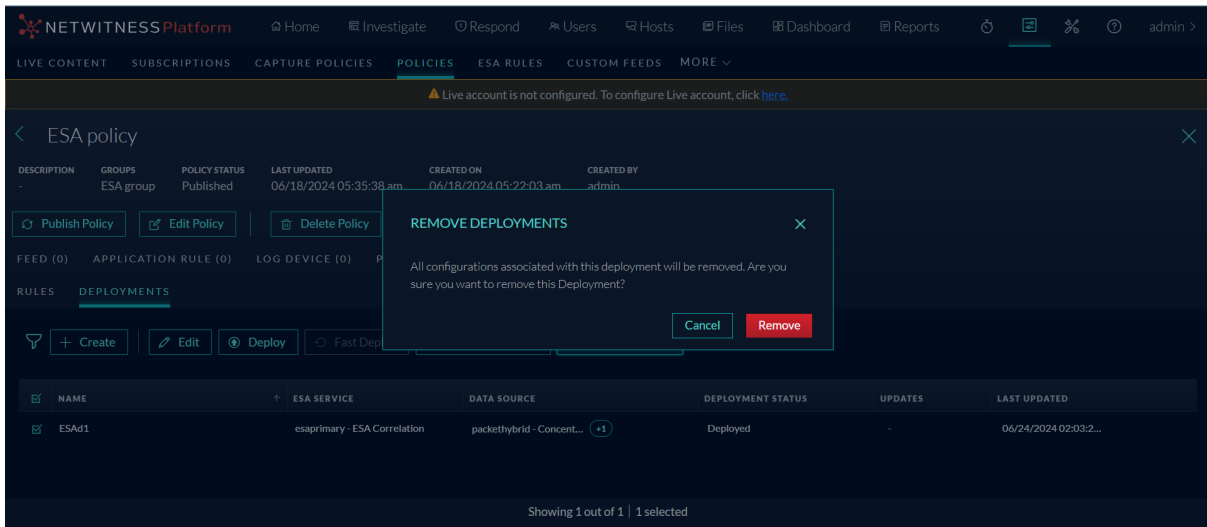 NETWITNESS Platform Home Investigate Respond Users Hosts Files Dashboard Reports admin >
LIVE CONTENT SUBSCRIPTIONS CAPTURE POLICIES POLICIES ESA RULES CUSTOM FEEDS MORE
Live account is not configured. To configure Live account, click here.
ESA policy
DESCRIPTION GROUPS POLICY STATUS LAST UPDATED CREATED ON CREATED BY
- ESA group Published 06/18/2024 05:35:38 am 06/18/2024 05:22:03 am admin
Publish Policy Edit Policy Delete Policy
REMOVE DEPLOYMENTS
FEED (0) APPLICATION RULE (0) LOG DEVICE (0)
All configurations associated with this deployment will be removed. Are you
sure you want to remove this Deployment?
RULES DEPLOYMENTS
Cancel Remove
+ Create Edit Deploy Fast Dep
NAME ESA SERVICE DATA SOURCE DEPLOYMENT STATUS UPDATES LAST UPDATED
ESAd1 esaprimary - ESA Correlation packethybrid - Concent... +1 Deployed - 06/24/2024 02:03:2...
Showing 1 out of 1 | 1 selected